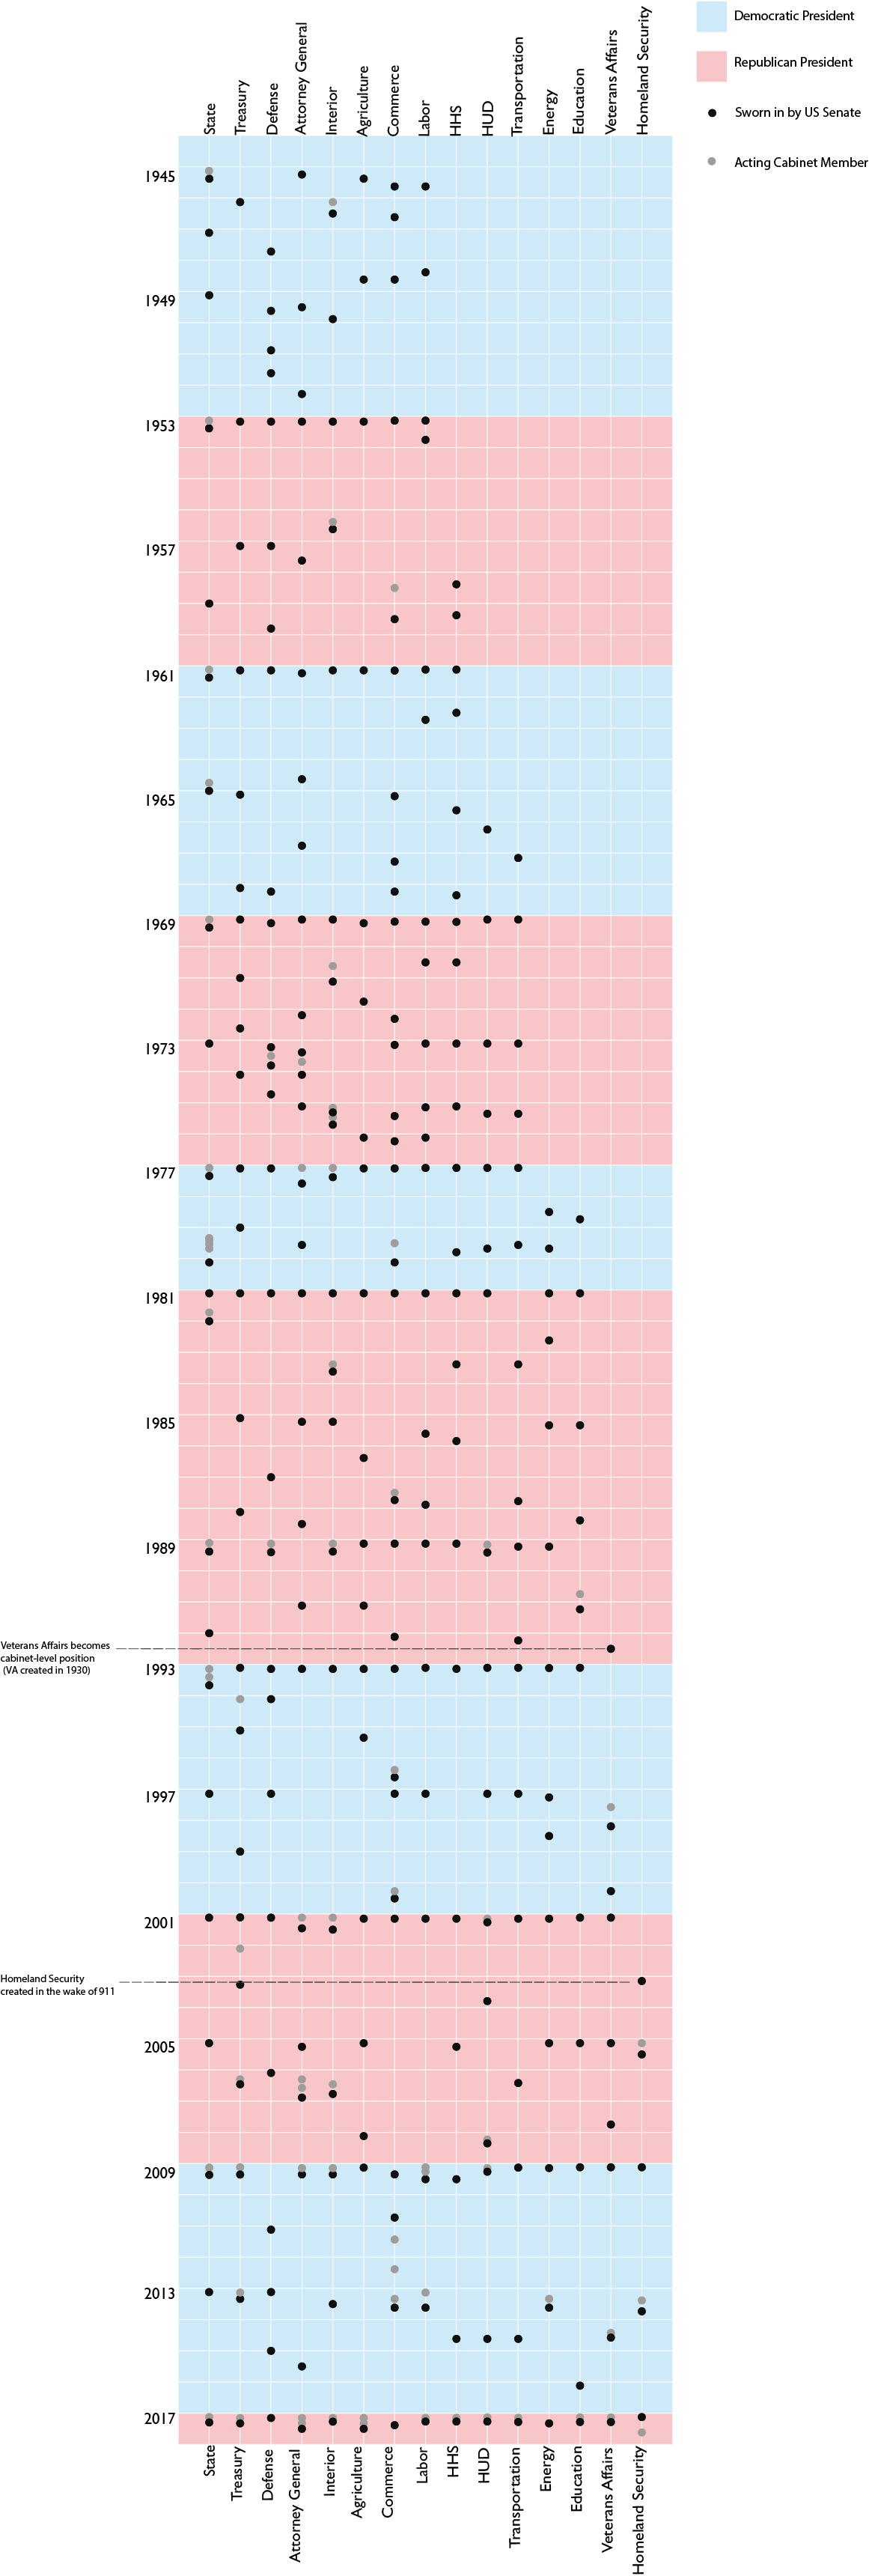 State
Treasury
Defense
Attorney General
Interior
Agriculture
Commerce
Labor
HHS
HUD
Transportation
Energy
Education
Veterans Affairs
Homeland Security
Democratic President
Republican President
Sworn in by US Senate
Acting Cabinet Member
1945
1949
1953
1957
1961
1965
1969
1973
1977
1981
1985
1989
Veterans Affairs becomes
cabinet-level position
(VA created in 1930)
1993
1997
2001
Homeland Security
created in the wake of 911
2005
2009
2013
2017
State
Treasury
Defense
Attorney General
Interior
Agriculture
Commerce
Labor
HHS
HUD
Transportation
Energy
Education
Veterans Affairs
Homeland Security